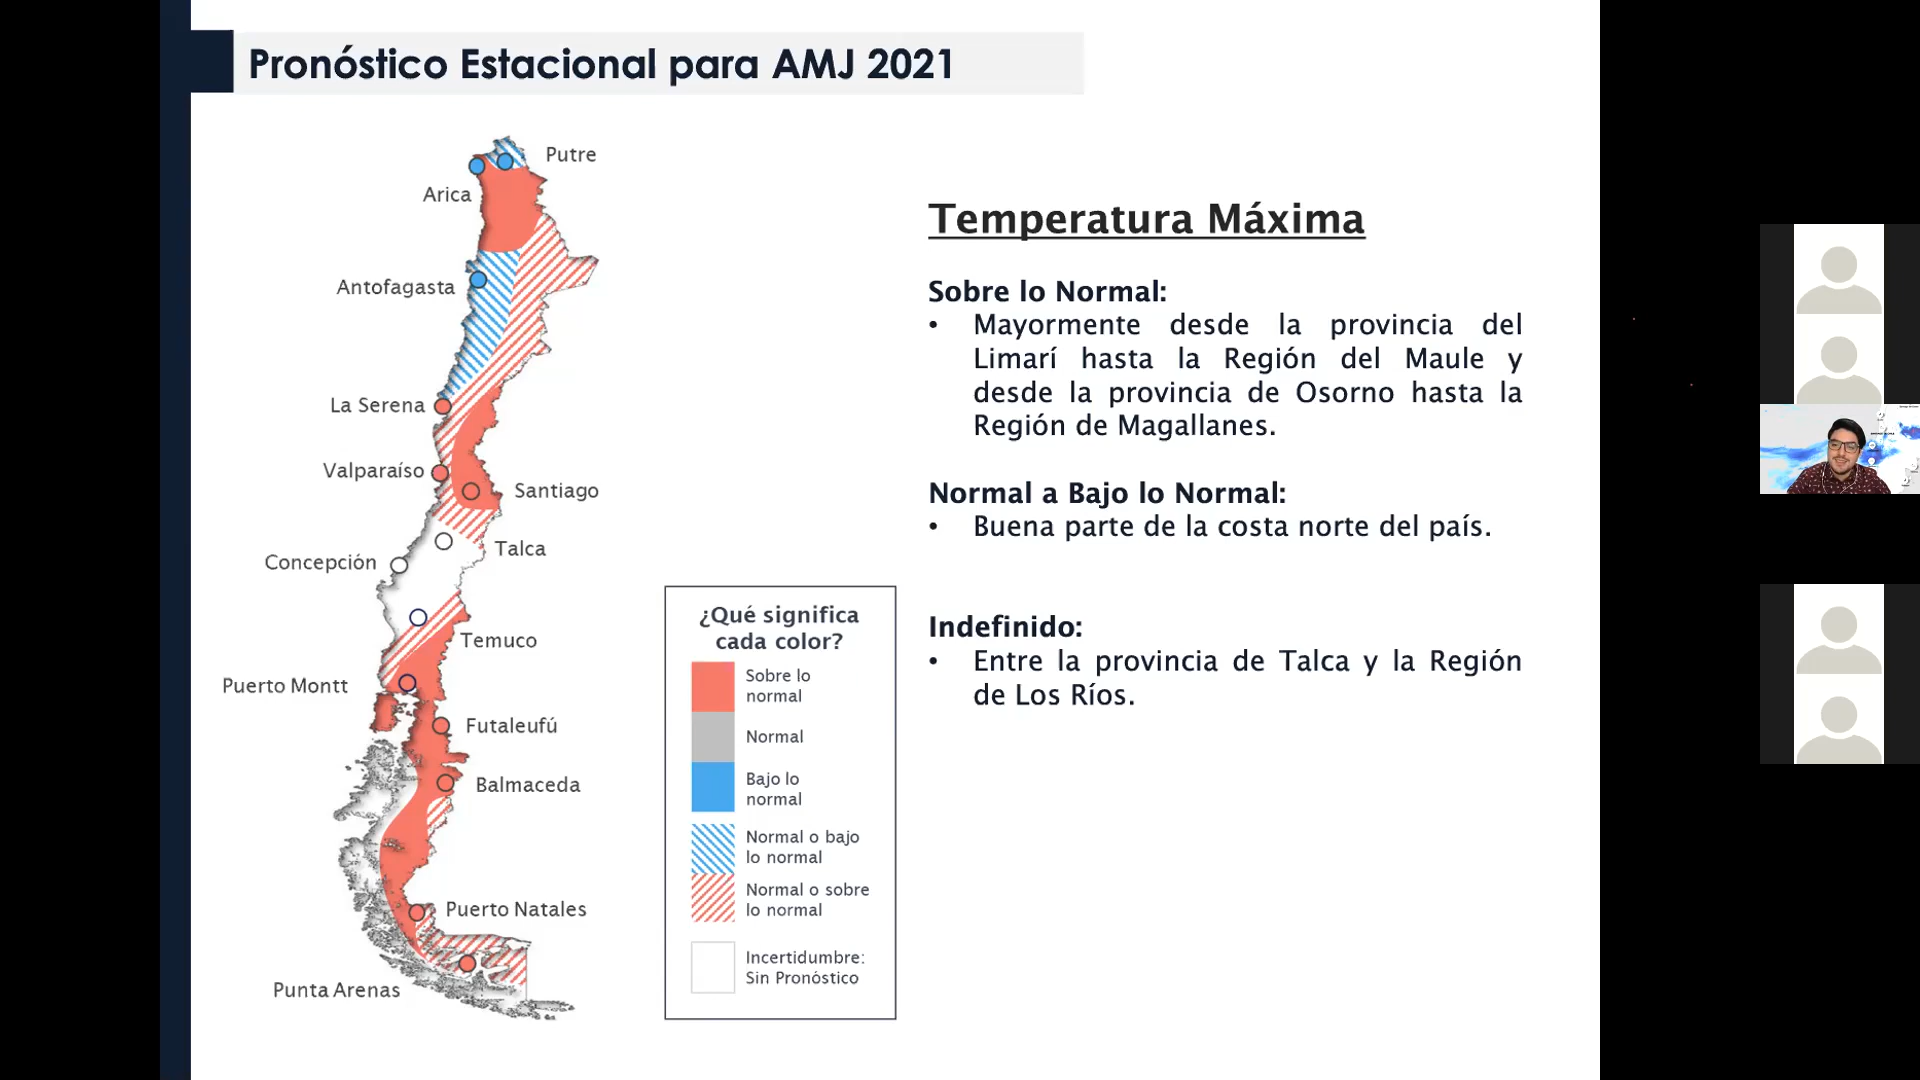 Pronóstico Estacional para AMJ 2021
Putre
Arica
Antofagasta
La Serena
Valparaíso
Santiago
Talca
Concepción
Temuco
Puerto Montt
Futaleufú
Balmaceda
Puerto Natales
Punta Arenas
¿Qué significa
cada color?
Sobre lo
normal
Normal
Bajo lo
normal
Normal o bajo
lo normal
Normal o sobre
lo normal
Incertidumbre:
Sin Pronóstico
Temperatura Máxima
Sobre lo Normal:
• Mayormente desde la provincia del
Limarí hasta la Región del Maule y
desde la provincia de Osorno hasta la
Región de Magallanes.
Normal a Bajo lo Normal:
• Buena parte de la costa norte del país.
Indefinido:
• Entre la provincia de Talca y la Región
de Los Ríos.